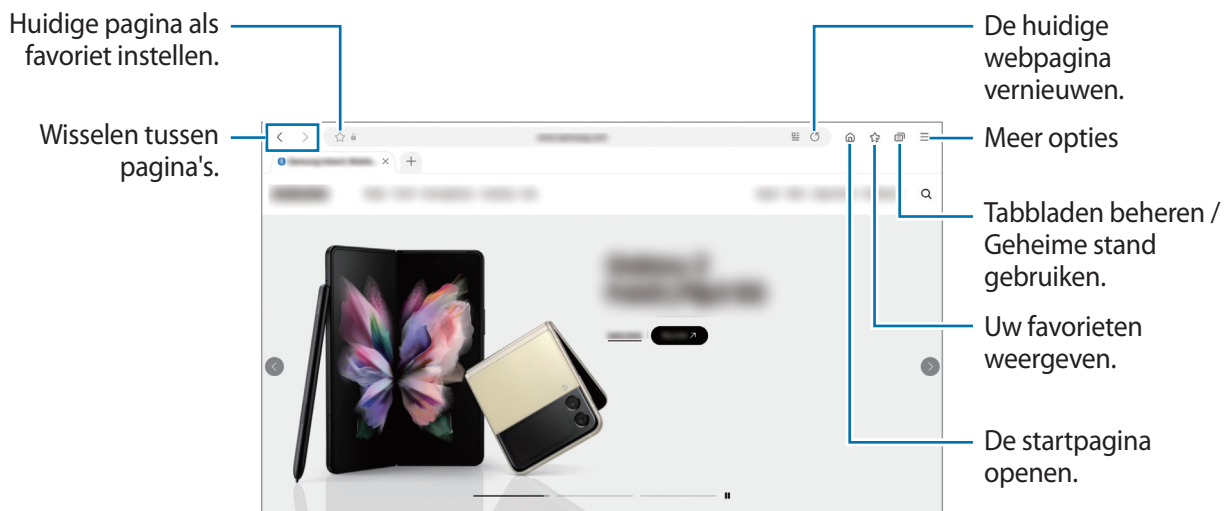 Huidige pagina als
favoriet instellen.
Wisselen tussen
pagina's.
De huidige
webpagina
vernieuwen.
Meer opties
Tabbladen beheren /
Geheime stand
gebruiken.
Uw favorieten
weergeven.
De startpagina
openen.